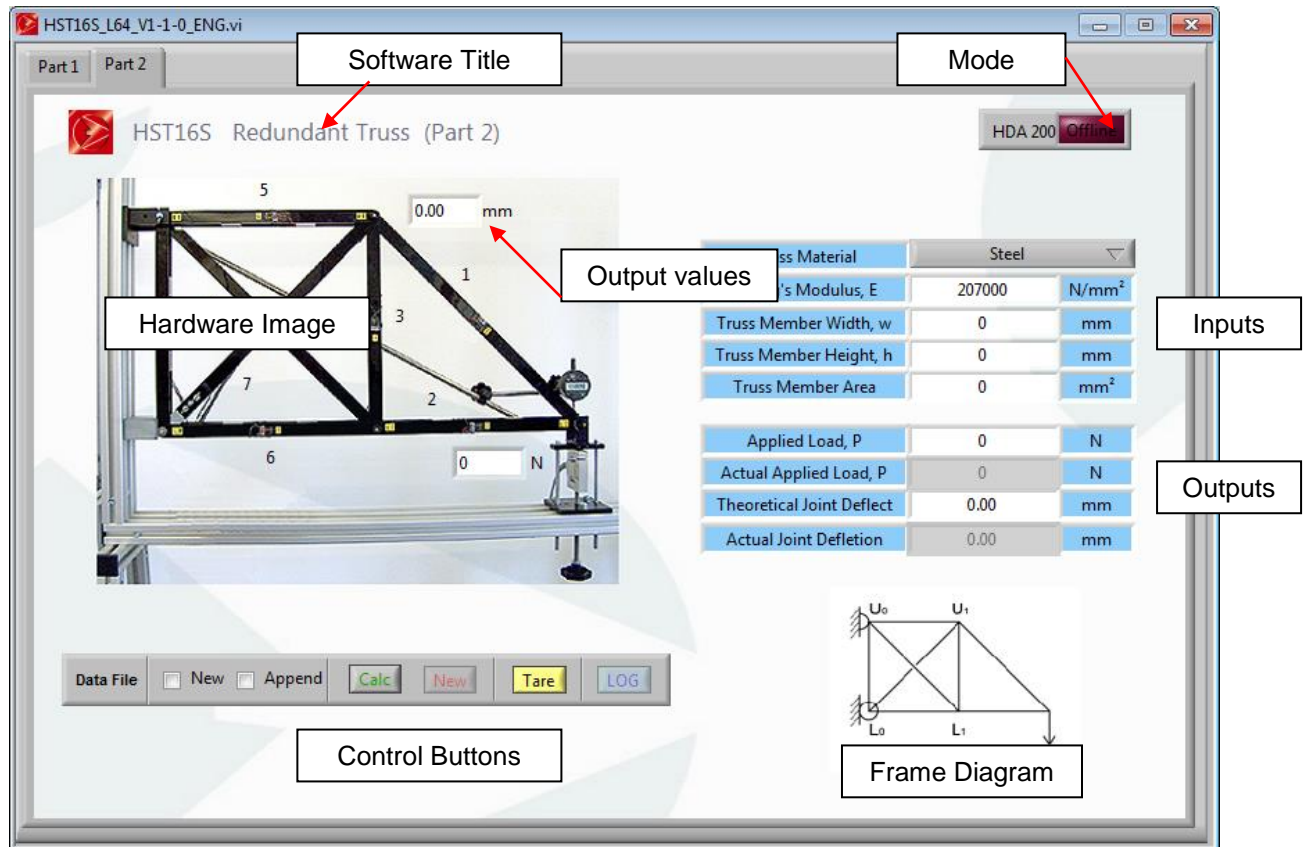 HST16S_L64_V1-1-0_ENG.vi
Part 1 Part 2
Software Title
Mode
HST16S Redundant Truss (Part 2)
HDA 200 Offline
5
0.00 mm
1
Output values
Hardware Image
3
7
2
6
0 N
ss Material Steel
's Modulus, E 207000 N/mm²
Truss Member Width, w 0 mm
Truss Member Height, h 0 mm
Truss Member Area 0 mm²
Inputs
Applied Load, P 0 N
Actual Applied Load, P 0 N
Theoretical Joint Deflect 0.00 mm
Actual Joint Defletion 0.00 mm
Outputs
U₀ U₁
L₀ L₁
Frame Diagram
Data File New Append Calc New Tare LOG
Control Buttons